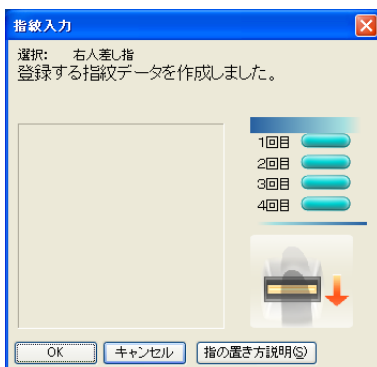 指紋入力
選択: 右人差し指
登録する指紋データを作成しました。
1回目
2回目
3回目
4回目
OK
キャンセル
指の置き方説明(S)